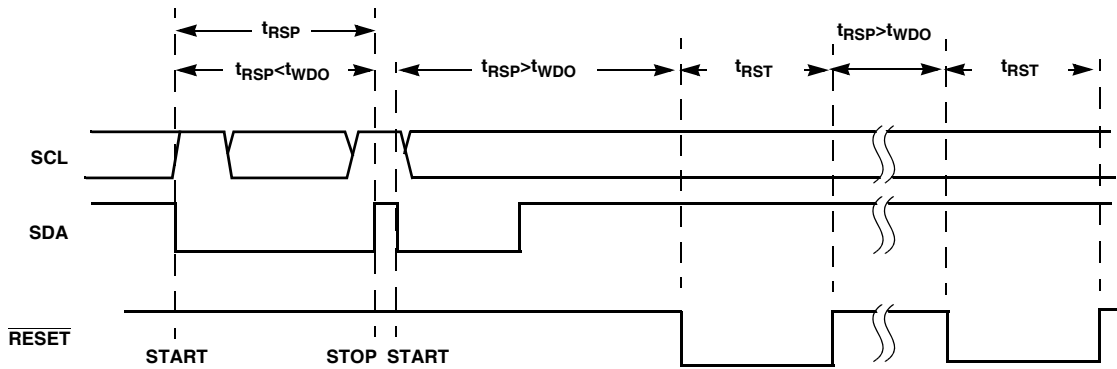 tRSP
tRSP<tWDO
tRSP>tWDO
tRST
tRSP>tWDO
tRST
SCL
SDA
RESET
START
STOP
START